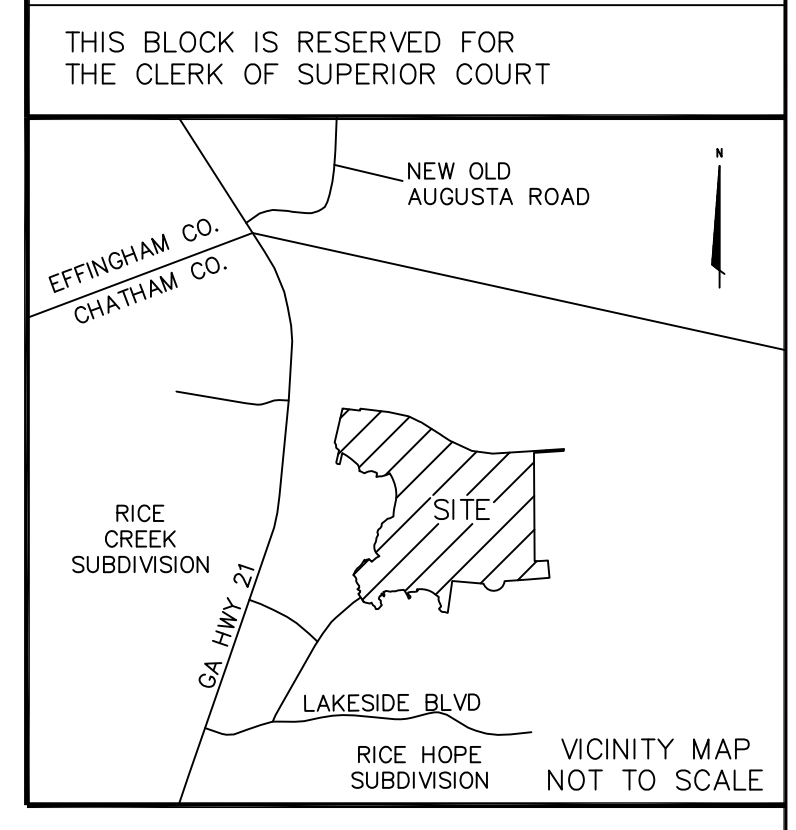 THIS BLOCK IS RESERVED FOR
THE CLERK OF SUPERIOR COURT
N
NEW OLD
AUGUSTA ROAD
EFFINGHAM CO.
CHATHAM CO.
SITE
RICE
CREEK
SUBDIVISION
GA HWY 21
LAKESIDE BLVD
RICE HOPE
SUBDIVISION
VICINITY MAP
NOT TO SCALE